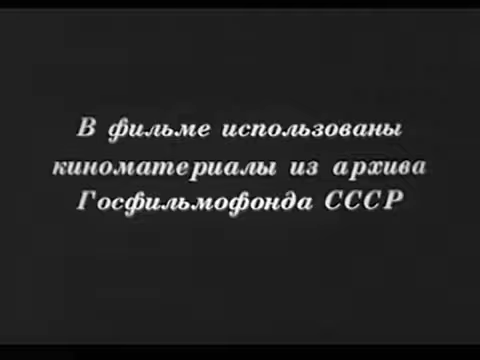 В фильме использованы
киноматериалы из архива
Госфильмофонда СССР